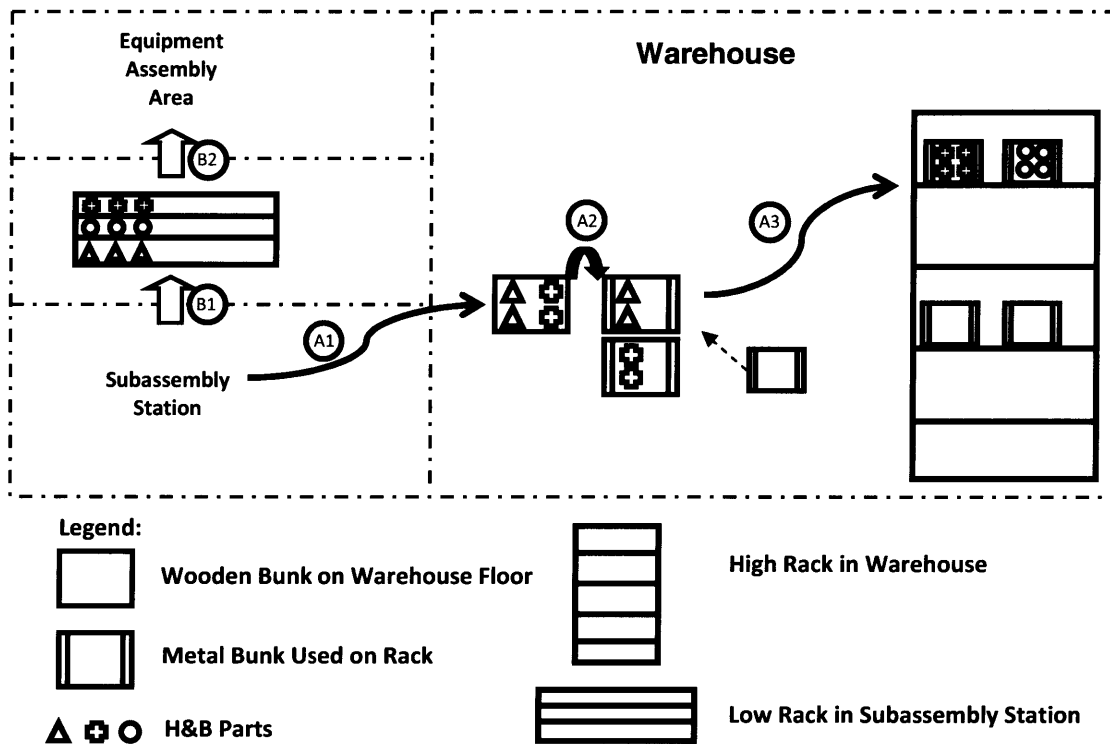 Equipment
Assembly
Area
Warehouse
B2
A2
A3
B1
A1
Subassembly
Station
Legend:
Wooden Bunk on Warehouse Floor
High Rack in Warehouse
Metal Bunk Used on Rack
H&B Parts
Low Rack in Subassembly Station